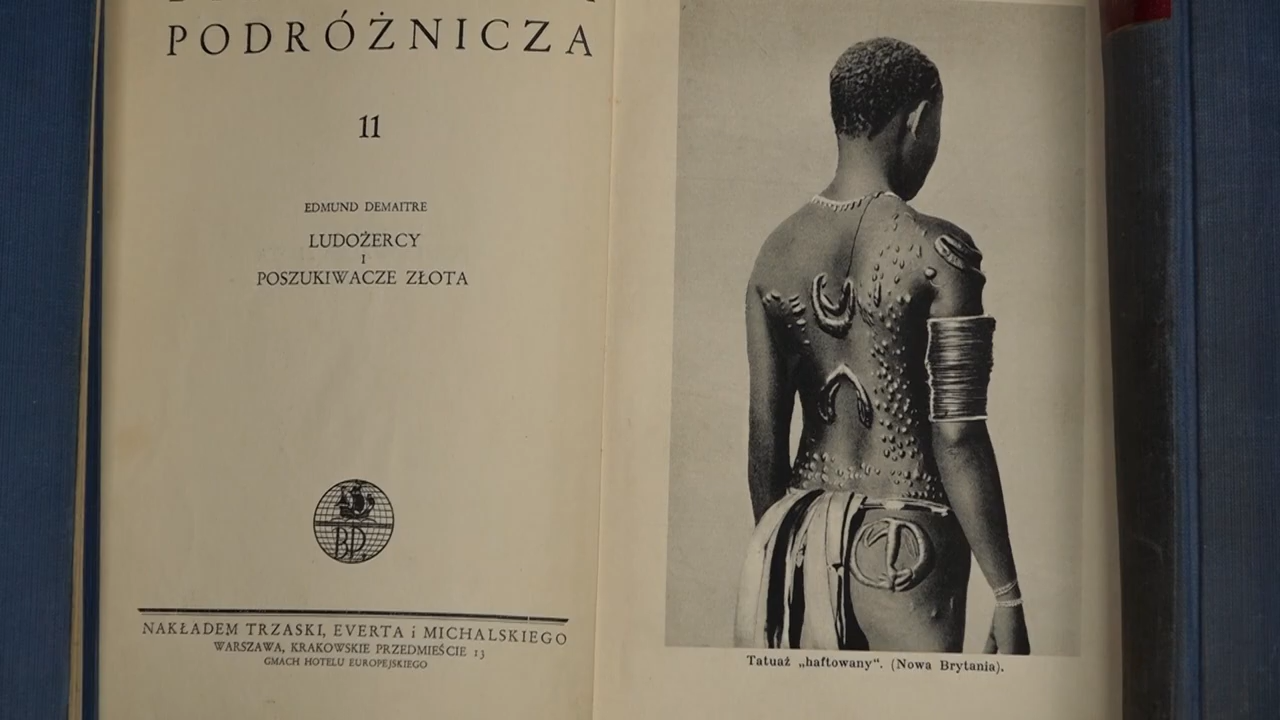 PODRÓŻNICZA
11
EDMUND DEMAITRE
LUDOŻERCY
I
POSZUKIWACZE ZŁOTA
BP
NAKŁADEM TRZASKI, EVERTA i MICHALSKIEGO
WARSZAWA, KRAKOWSKIE PRZEDMIEŚCIE 13
GMACH HOTELU EUROPEJSKIEGO
Tatuaż „haftowany“. (Nowa Brytania).